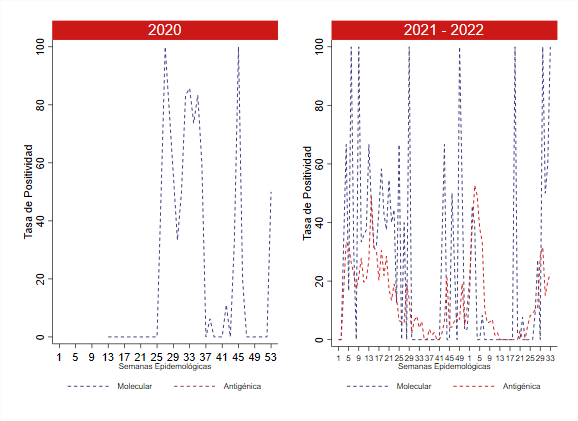 2020
Tasa de Positividad
100
80
60
40
20
0
1 5 9 13 17 21 25 29 33 37 41 45 49 53
Semanas Epidemológicas
Molecular Antigénica
2021 - 2022
Tasa de Positividad
100
80
60
40
20
0
1 5 9 13 17 21 25 29 33 37 41 45 49 1 5 9 13 17 21 25 29 33
Semanas Epidemológicas
Molecular Antigénica